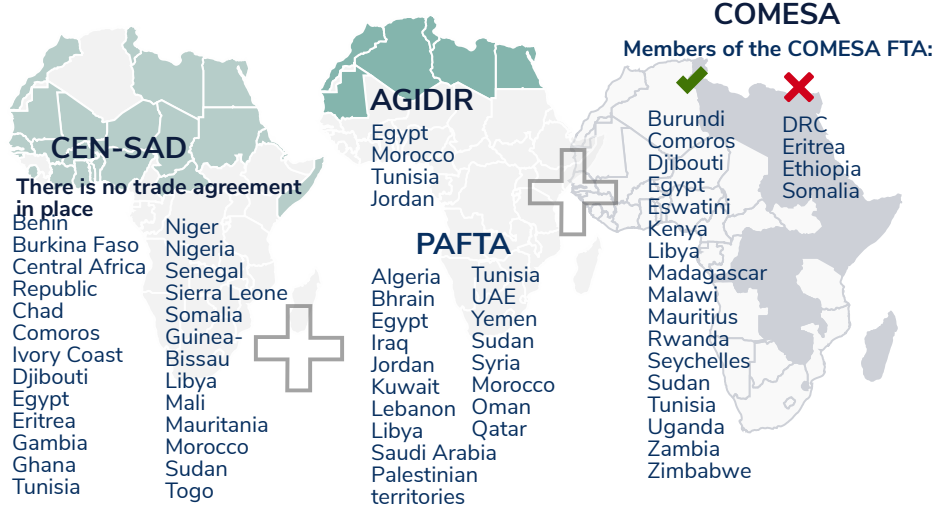 CEN-SAD
There is no trade agreement
in place
Benin
Burkina Faso
Central Africa
Republic
Chad
Comoros
Ivory Coast
Djibouti
Egypt
Eritrea
Gambia
Ghana
Tunisia
Niger
Nigeria
Senegal
Sierra Leone
Somalia
Guinea-
Bissau
Libya
Mali
Mauritania
Morocco
Sudan
Togo
AGIDIR
Egypt
Morocco
Tunisia
Jordan
PAFTA
Algeria
Bhrain
Egypt
Iraq
Jordan
Kuwait
Lebanon
Libya
Saudi Arabia
Palestinian
territories
Tunisia
UAE
Yemen
Sudan
Syria
Morocco
Oman
Qatar
COMESA
Members of the COMESA FTA:
Burundi
Comoros
Djibouti
Egypt
Eswatini
Kenya
Libya
Madagascar
Malawi
Mauritius
Rwanda
Seychelles
Sudan
Tunisia
Uganda
Zambia
Zimbabwe
DRC
Eritrea
Ethiopia
Somalia